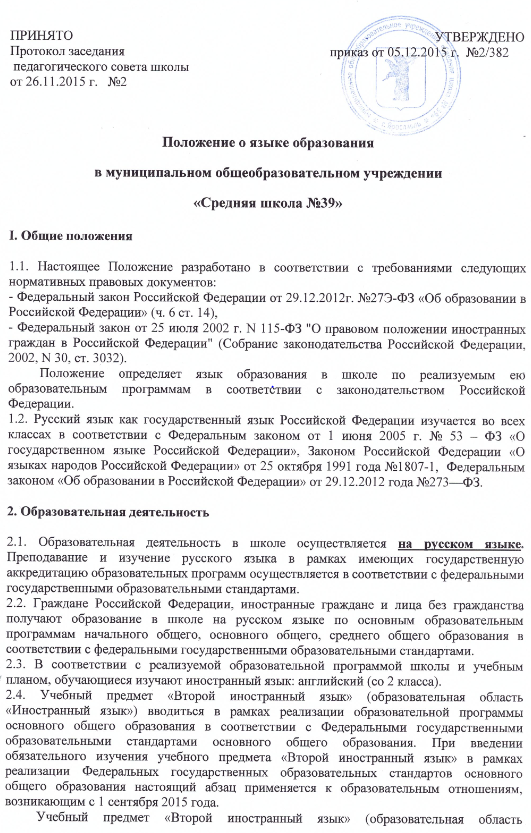 ПРИНЯТО УТВЕРЖДЕНО
Протокол заседания приказ от 05.12.2015 г. №2/382
педагогического совета школы
от 26.11.2015 г. №2
Положение о языке образования
в муниципальном общеобразовательном учреждении
«Средняя школа №39»
I. Общие положения
1.1. Настоящее Положение разработано в соответствии с требованиями следующих
нормативных правовых документов:
- Федеральный закон Российской Федерации от 29.12.2012г. №27Э-ФЗ «Об образовании в
Российской Федерации» (ч. 6 ст. 14),
- Федеральный закон от 25 июля 2002 г. N 115-ФЗ "О правовом положении иностранных
граждан в Российской Федерации" (Собрание законодательства Российской Федерации,
2002, N 30, ст. 3032).
Положение определяет язык образования в школе по реализуемым ею
образовательным программам в соответствии с законодательством Российской
Федерации.
1.2. Русский язык как государственный язык Российской Федерации изучается во всех
классах в соответствии с Федеральным законом от 1 июня 2005 г. № 53 – ФЗ «О
государственном языке Российской Федерации», Законом Российской Федерации «О
языках народов Российской Федерации» от 25 октября 1991 года №1807-1, Федеральным
законом «Об образовании в Российской Федерации» от 29.12.2012 года №273—ФЗ.
2. Образовательная деятельность
2.1. Образовательная деятельность в школе осуществляется на русском языке.
Преподавание и изучение русского языка в рамках имеющих государственную
аккредитацию образовательных программ осуществляется в соответствии с федеральными
государственными образовательными стандартами.
2.2. Граждане Российской Федерации, иностранные граждане и лица без гражданства
получают образование в школе на русском языке по основным образовательным
программам начального общего, основного общего, среднего общего образования в
соответствии с федеральными государственными образовательными стандартами.
2.3. В соответствии с реализуемой образовательной программой школы и учебным
планом, обучающиеся изучают иностранный язык: английский (со 2 класса).
2.4. Учебный предмет «Второй иностранный язык» (образовательная область
«Иностранный язык») вводиться в рамках реализации образовательной программы
основного общего образования в соответствии с Федеральными государственными
образовательными стандартами основного общего образования. При введении
обязательного изучения учебного предмета «Второй иностранный язык» в рамках
реализации Федеральных государственных образовательных стандартов основного
общего образования настоящий абзац применяется к образовательным отношениям,
возникающим с 1 сентября 2015 года.
Учебный предмет «Второй иностранный язык» (образовательная область